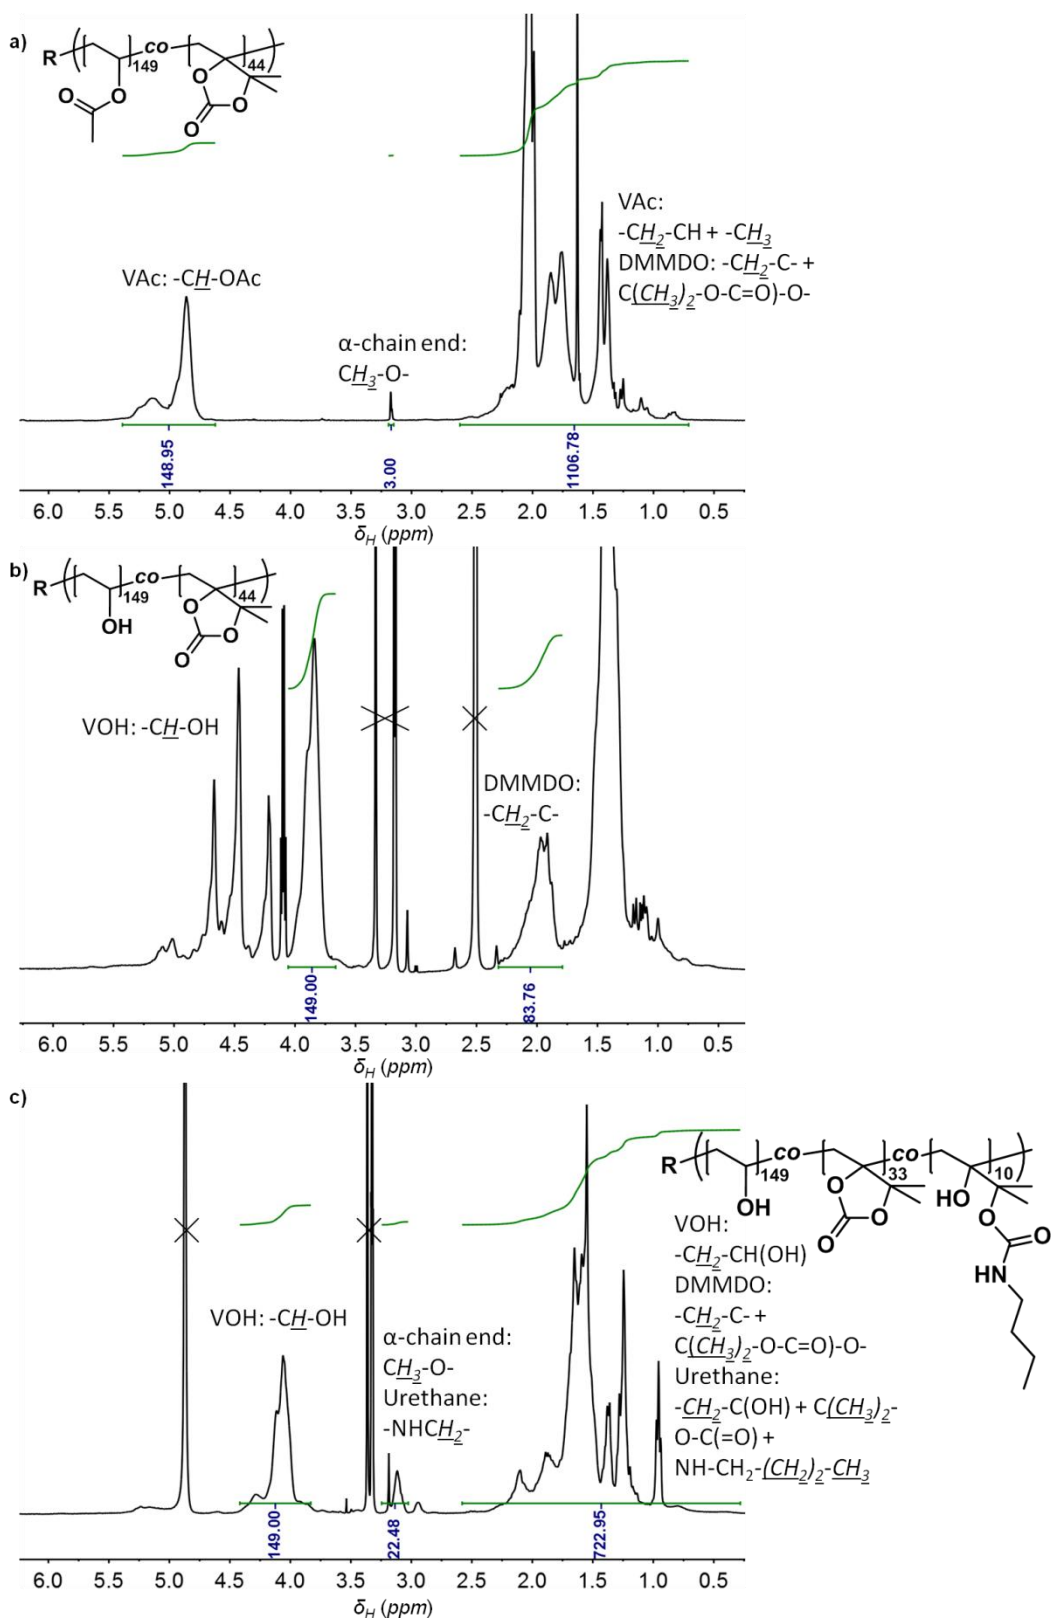 a)
R
149
co
44
O
O
O
O
O
VAc: -CH-OAc
α-chain end:
CH3-O-
VAc:
-CH2-CH + -CH3
DMMDO: -CH2-C- +
C(CH3)2-O-C=O)-O-
148.95
3.00
1106.78
6.0 5.5 5.0 4.5 4.0 3.5 3.0 2.5 2.0 1.5 1.0 0.5
δH (ppm)
b)
R
149
co
44
OH
O
O
O
VOH: -CH-OH
DMMDO:
-CH2-C-
149.00
83.76
6.0 5.5 5.0 4.5 4.0 3.5 3.0 2.5 2.0 1.5 1.0 0.5
δH (ppm)
c)
R
149
co
33
co
10
OH
O
O
O
HO
O
O
HN
VOH: -CH-OH
α-chain end:
CH3-O-
Urethane:
-NHCH2-
VOH:
-CH2-CH(OH)
DMMDO:
-CH2-C- +
C(CH3)2-O-C=O)-O-
Urethane:
-CH2-C(OH) + C(CH3)2-
O-C(=O) +
NH-CH2-(CH2)2-CH3
149.00
22.48
722.95
6.0 5.5 5.0 4.5 4.0 3.5 3.0 2.5 2.0 1.5 1.0 0.5
δH (ppm)